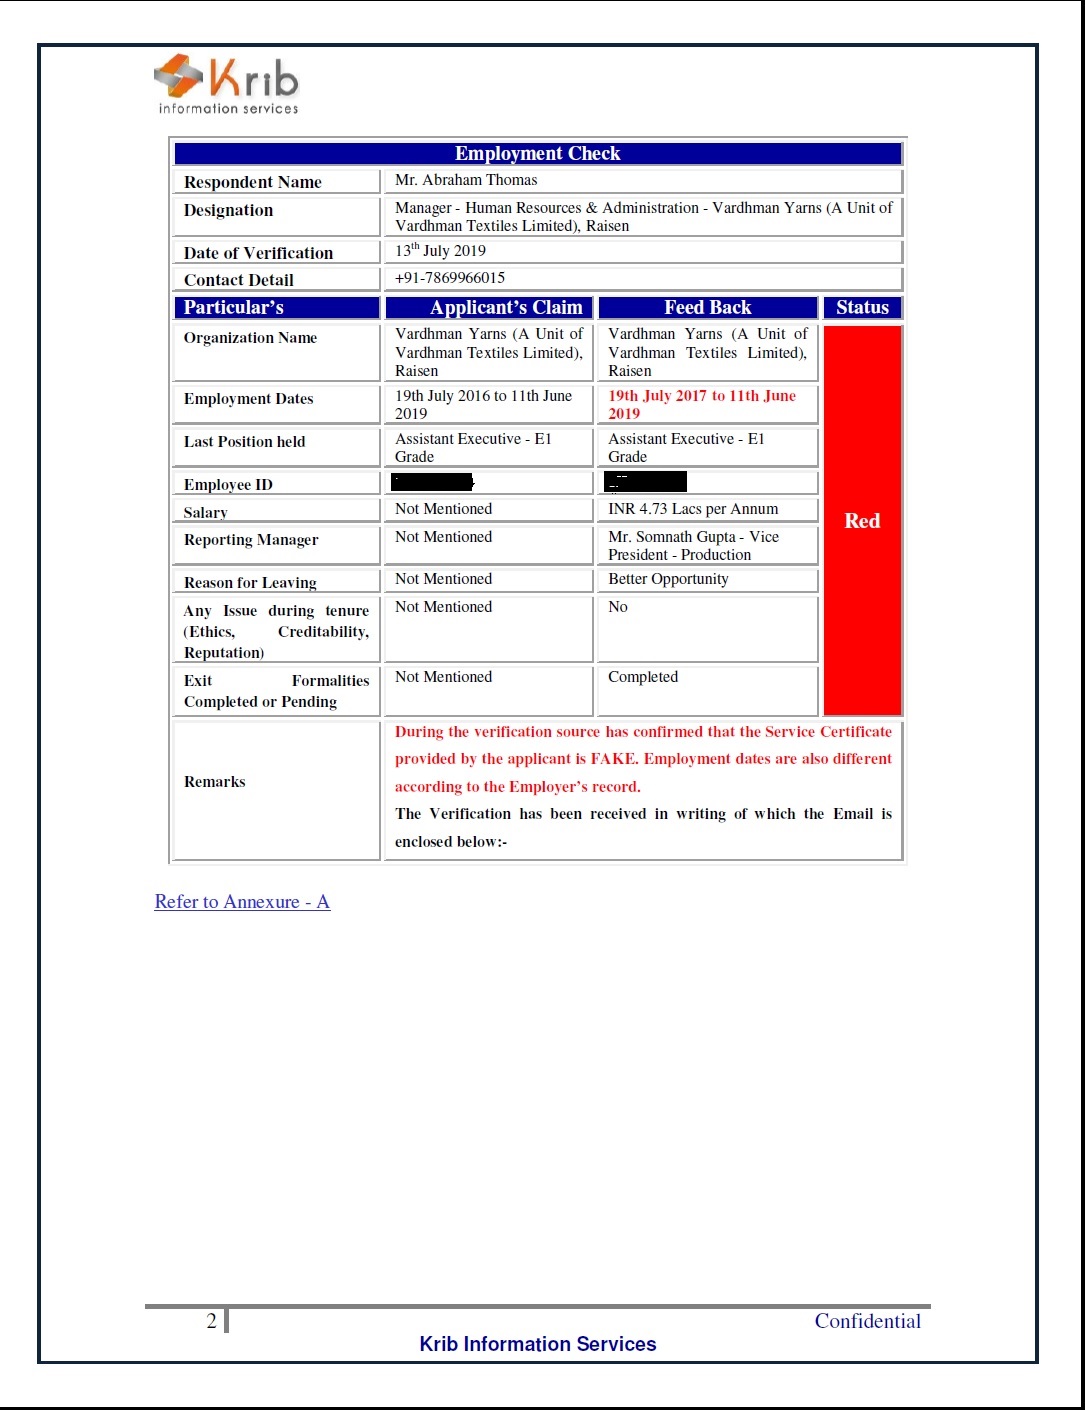 Krib
information services
Employment Check
Respondent Name
Mr. Abraham Thomas
Designation
Manager - Human Resources & Administration - Vardhman Yarns (A Unit of
Vardhman Textiles Limited), Raisen
Date of Verification
13th July 2019
Contact Detail
+91-7869966015
Particular's Applicant's Claim Feed Back Status
Organization Name
Vardhman Yarns (A Unit of
Vardhman Textiles Limited),
Raisen
Vardhman Yarns (A Unit of
Vardhman Textiles Limited),
Raisen
Employment Dates
19th July 2016 to 11th June
2019
19th July 2017 to 11th June
2019
Last Position held
Assistant Executive - E1
Grade
Assistant Executive - E1
Grade
Employee ID
Salary
Not Mentioned
INR 4.73 Lacs per Annum
Red
Reporting Manager
Not Mentioned
Mr. Somnath Gupta - Vice
President - Production
Reason for Leaving
Not Mentioned
Better Opportunity
Any Issue during tenure
(Ethics, Creditability,
Reputation)
Not Mentioned
No
Exit Formalities
Completed or Pending
Not Mentioned
Completed
Remarks
During the verification source has confirmed that the Service Certificate
provided by the applicant is FAKE. Employment dates are also different
according to the Employer's record.
The Verification has been received in writing of which the Email is
enclosed below:-
Refer to Annexure - A
2
Confidential
Krib Information Services